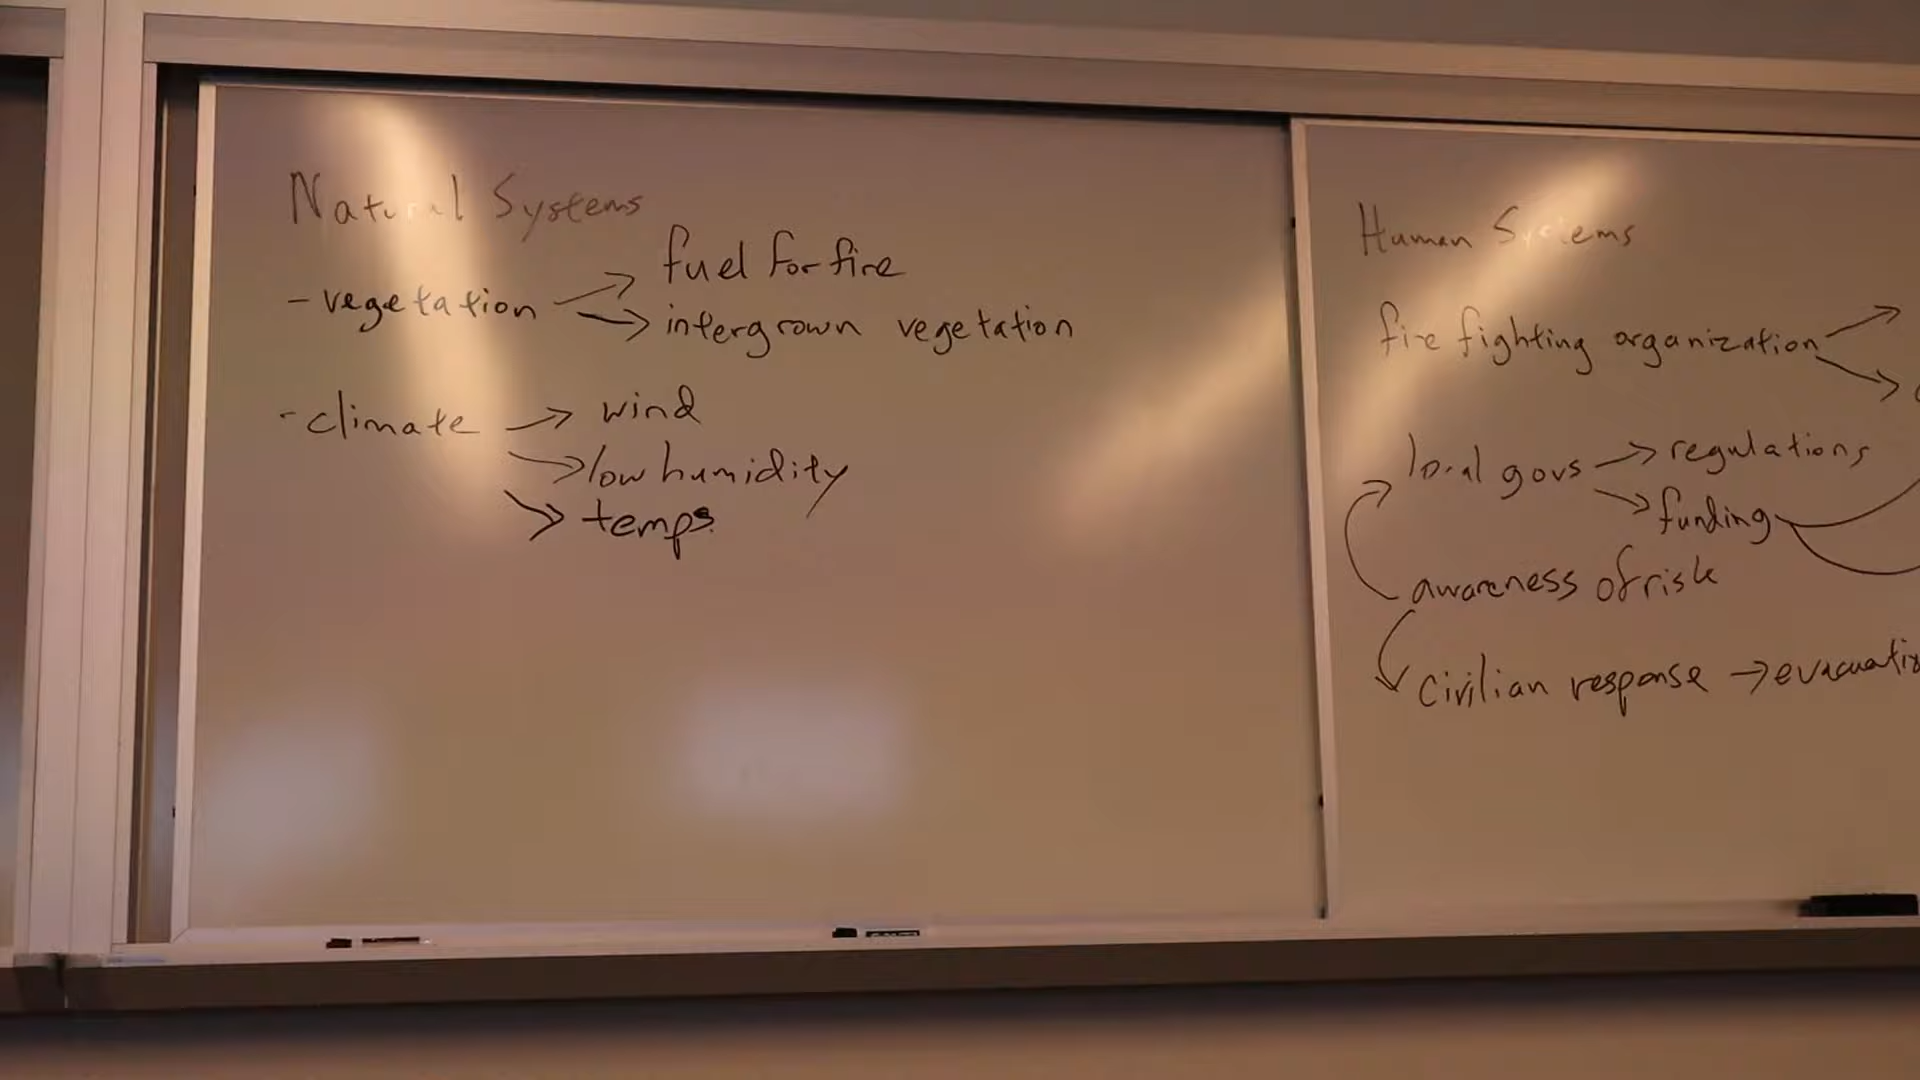 Natural Systems
- vegetation → fuel for fire
→ intergrown vegetation
- climate → wind
→ low humidity
→ temps
Human Systems
fire fighting organization
local govs → regulations
→ funding
awareness of risk
civilian response →